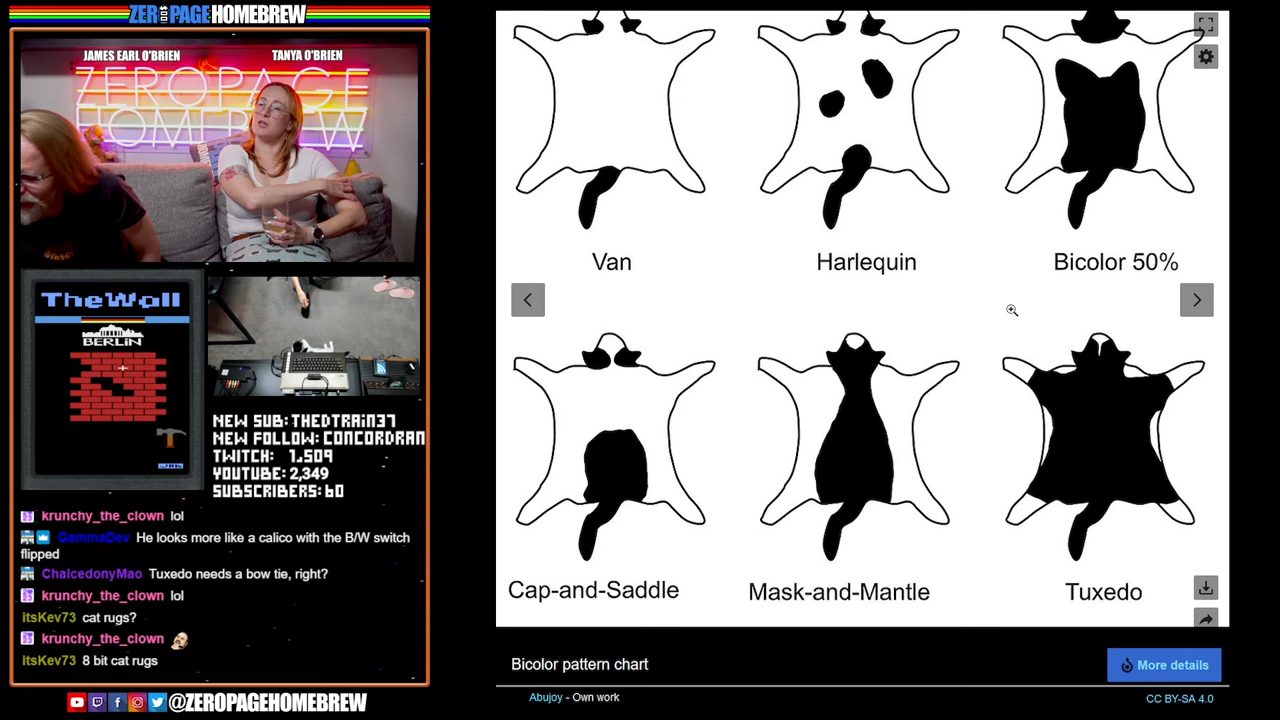 ZEROPAGE HOMEBREW
JAMES EARL O'BRIEN
TANYA O'BRIEN
ZEROPAGE
HOMEBREW
TheWall
BERLIN
NEW SUB: THEDTRAIN37
NEW FOLLOW: CONCORDRAN
TWITCH: 1,509
YOUTUBE: 2,349
SUBSCRIBERS: 60
krunchy_the_clown lol
GammaDev He looks more like a calico with the B/W switch
flipped
ChalcedonyMao Tuxedo needs a bow tie, right?
krunchy_the_clown lol
itsKev73 cat rugs?
krunchy_the_clown
itsKev73 8 bit cat rugs
@ZEROPAGEHOMEBREW
Van
Harlequin
Bicolor 50%
Cap-and-Saddle
Mask-and-Mantle
Tuxedo
Bicolor pattern chart
More details
Abujoy - Own work
CC BY-SA 4.0